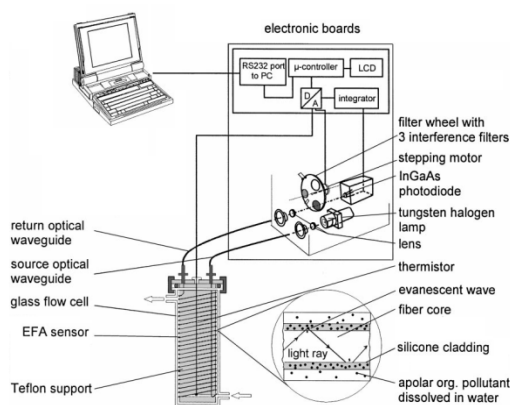 electronic boards
RS232 port
to PC
µ-controller
LCD
D
A
integrator
filter wheel with
3 interference filters
stepping motor
InGaAs
photodiode
tungsten halogen
lamp
lens
return optical
waveguide
source optical
waveguide
glass flow cell
EFA sensor
Teflon support
thermistor
evanescent wave
fiber core
light ray
silicone cladding
apolar org. pollutant
dissolved in water